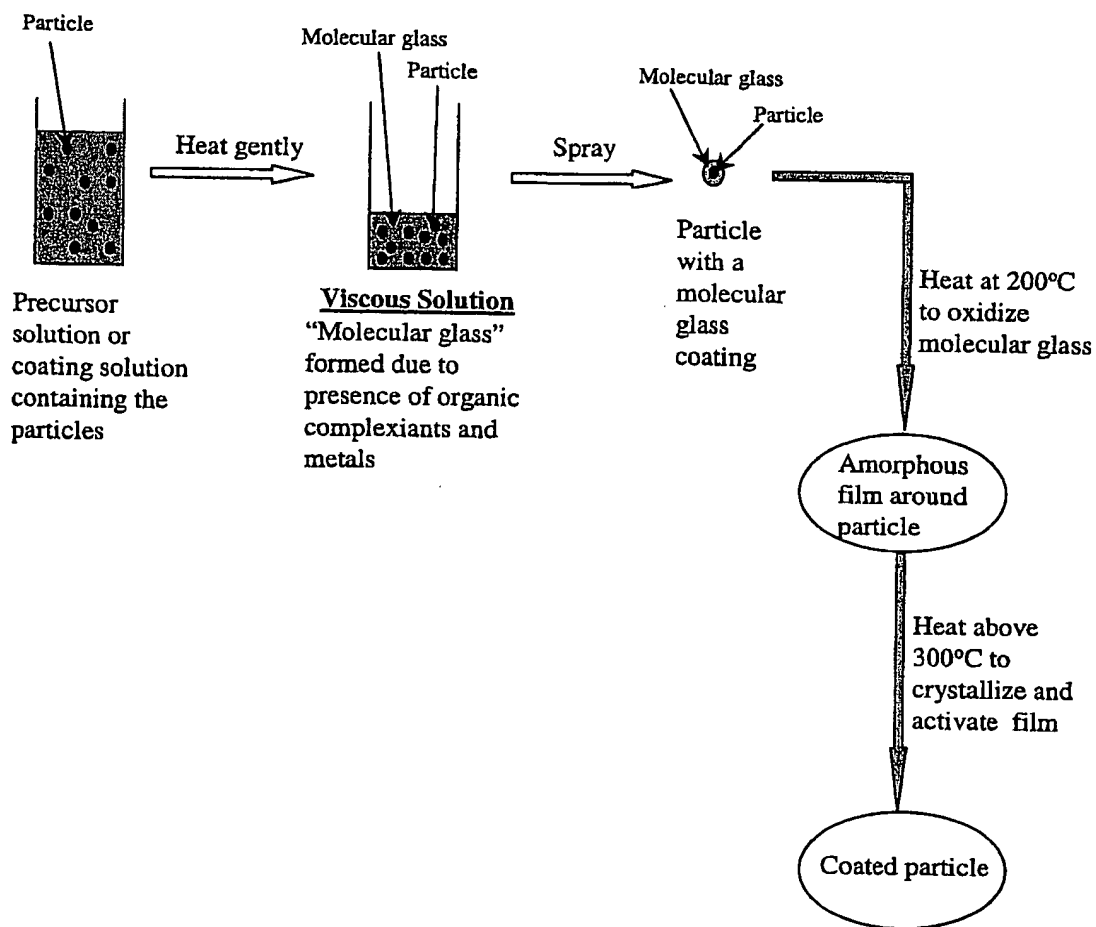 Particle
Molecular glass
Particle
Heat gently
Spray
Molecular glass
Particle
Precursor
solution or
coating solution
containing the
particles
Viscous Solution
“Molecular glass”
formed due to
presence of organic
complexiants and
metals
Particle
with a
molecular
glass
coating
Heat at 200ºC
to oxidize
molecular glass
Amorphous
film around
particle
Heat above
300ºC to
crystallize and
activate film
Coated particle